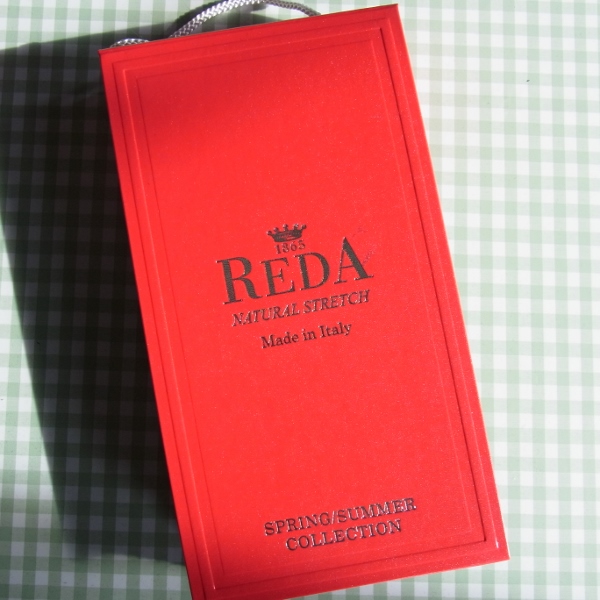 1865
REDA
NATURAL STRETCH
Made in Italy
SPRING/SUMMER
COLLECTION